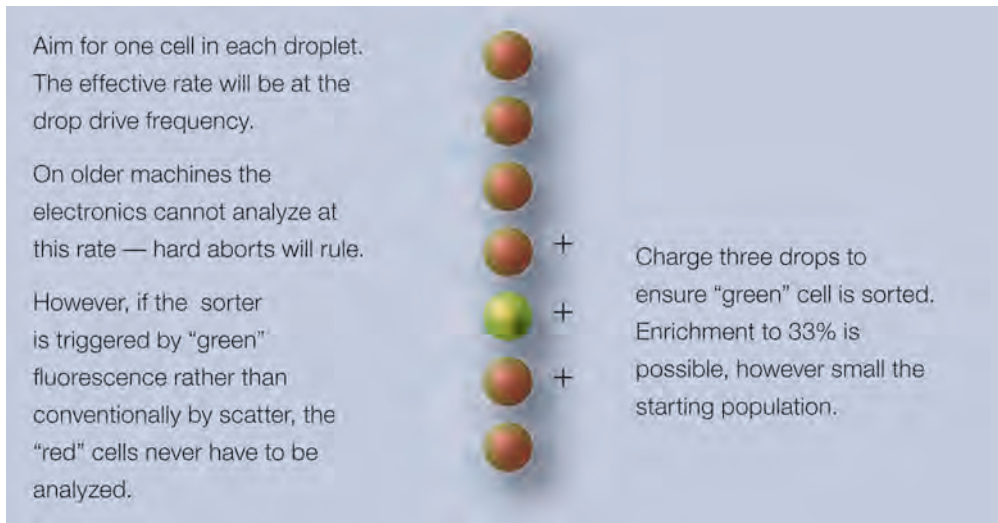 Aim for one cell in each droplet.
The effective rate will be at the
drop drive frequency.
On older machines the
electronics cannot analyze at
this rate — hard aborts will rule.
However, if the sorter
is triggered by “green”
fluorescence rather than
conventionally by scatter, the
“red” cells never have to be
analyzed.
+
+
+
Charge three drops to
ensure “green” cell is sorted.
Enrichment to 33% is
possible, however small the
starting population.